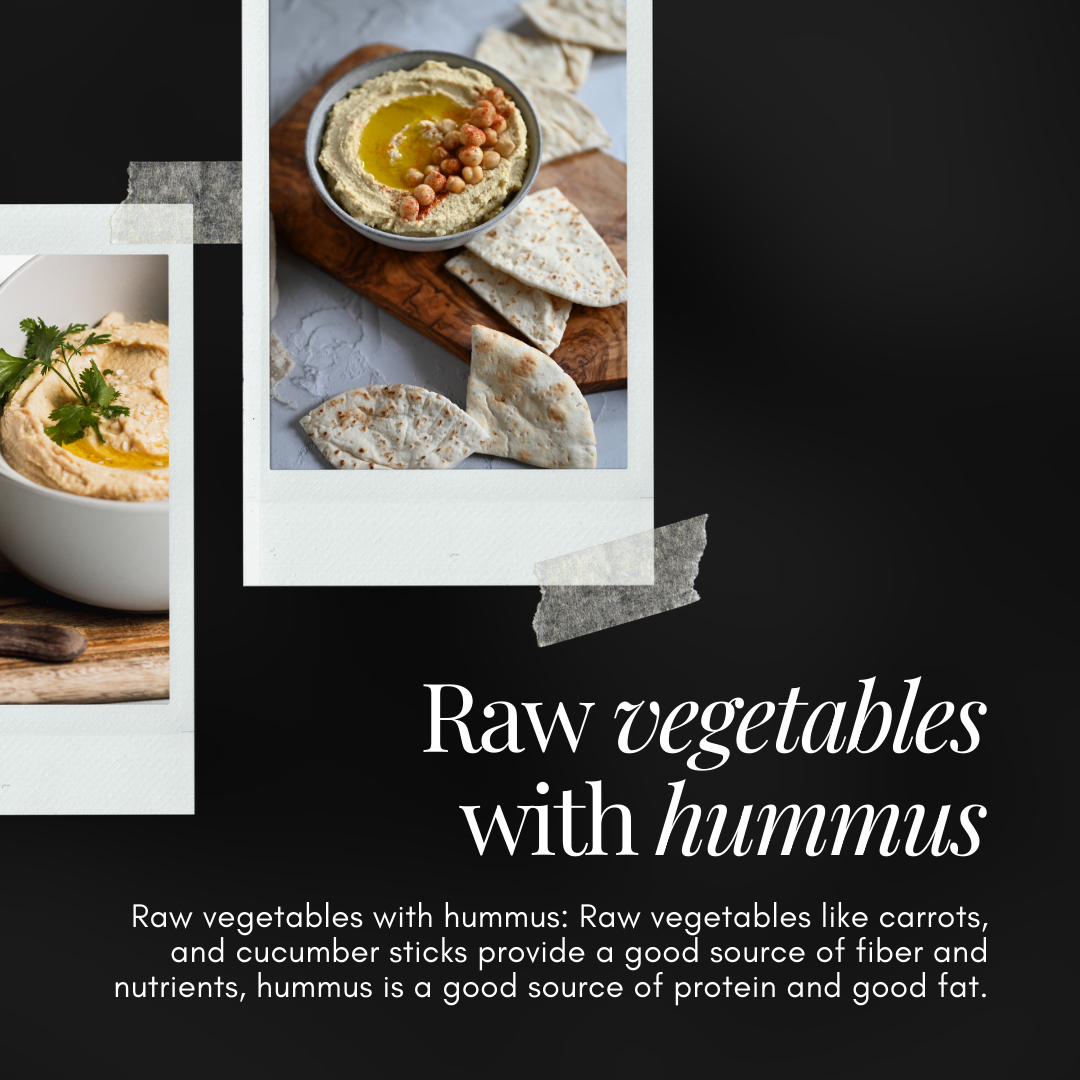 Raw vegetables
with hummus
Raw vegetables with hummus: Raw vegetables like carrots,
and cucumber sticks provide a good source of fiber and
nutrients, hummus is a good source of protein and good fat.